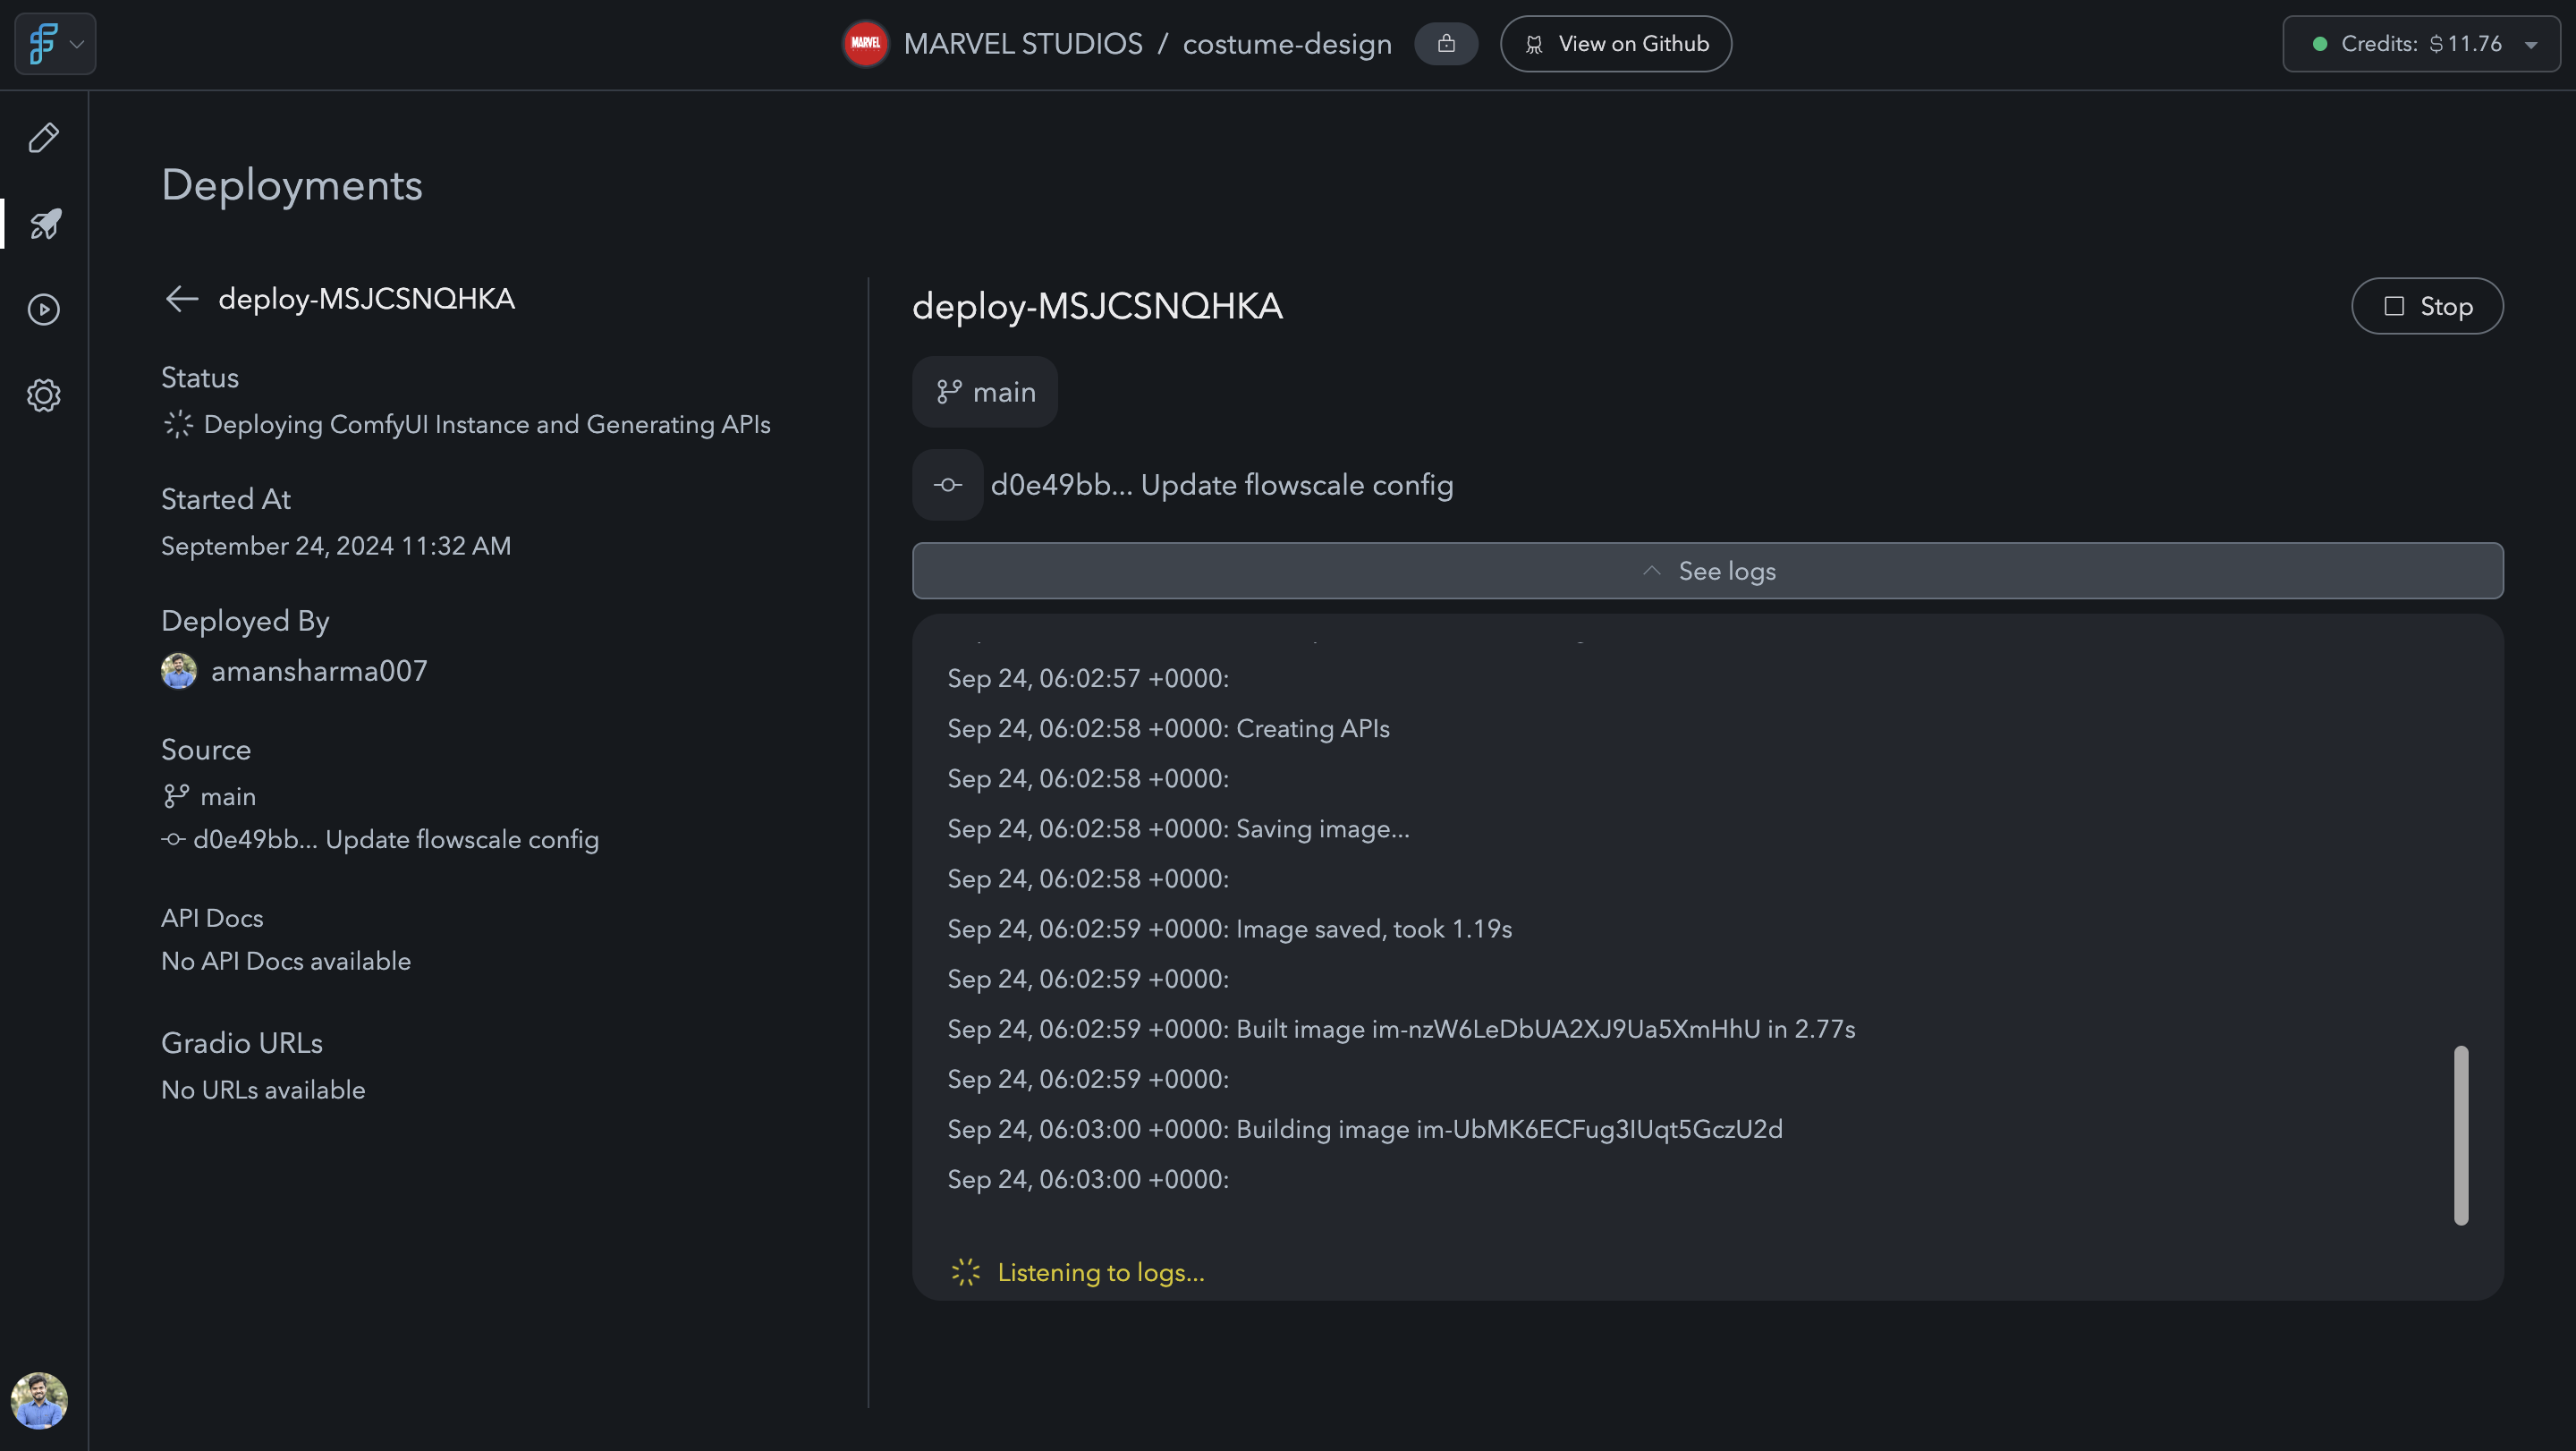 MARVEL
MARVEL STUDIOS / costume-design
View on Github
Credits: $ 11.76
Deployments
deploy-MSJCSNQHKA
Status
Deploying ComfyUI Instance and Generating APIs
Started At
September 24, 2024 11:32 AM
Deployed By
amansharma007
Source
main
d0e49bb... Update flowscale config
API Docs
No API Docs available
Gradio URLs
No URLs available
deploy-MSJCSNQHKA
Stop
main
d0e49bb... Update flowscale config
See logs
Sep 24, 06:02:57 +0000:
Sep 24, 06:02:58 +0000: Creating APIs
Sep 24, 06:02:58 +0000:
Sep 24, 06:02:58 +0000: Saving image...
Sep 24, 06:02:58 +0000:
Sep 24, 06:02:59 +0000: Image saved, took 1.19s
Sep 24, 06:02:59 +0000:
Sep 24, 06:02:59 +0000: Built image im-nzW6LeDbUA2XJ9Ua5XmHhU in 2.77s
Sep 24, 06:02:59 +0000:
Sep 24, 06:03:00 +0000: Building image im-UbMK6ECFug3IUqt5GczU2d
Sep 24, 06:03:00 +0000:
Listening to logs...